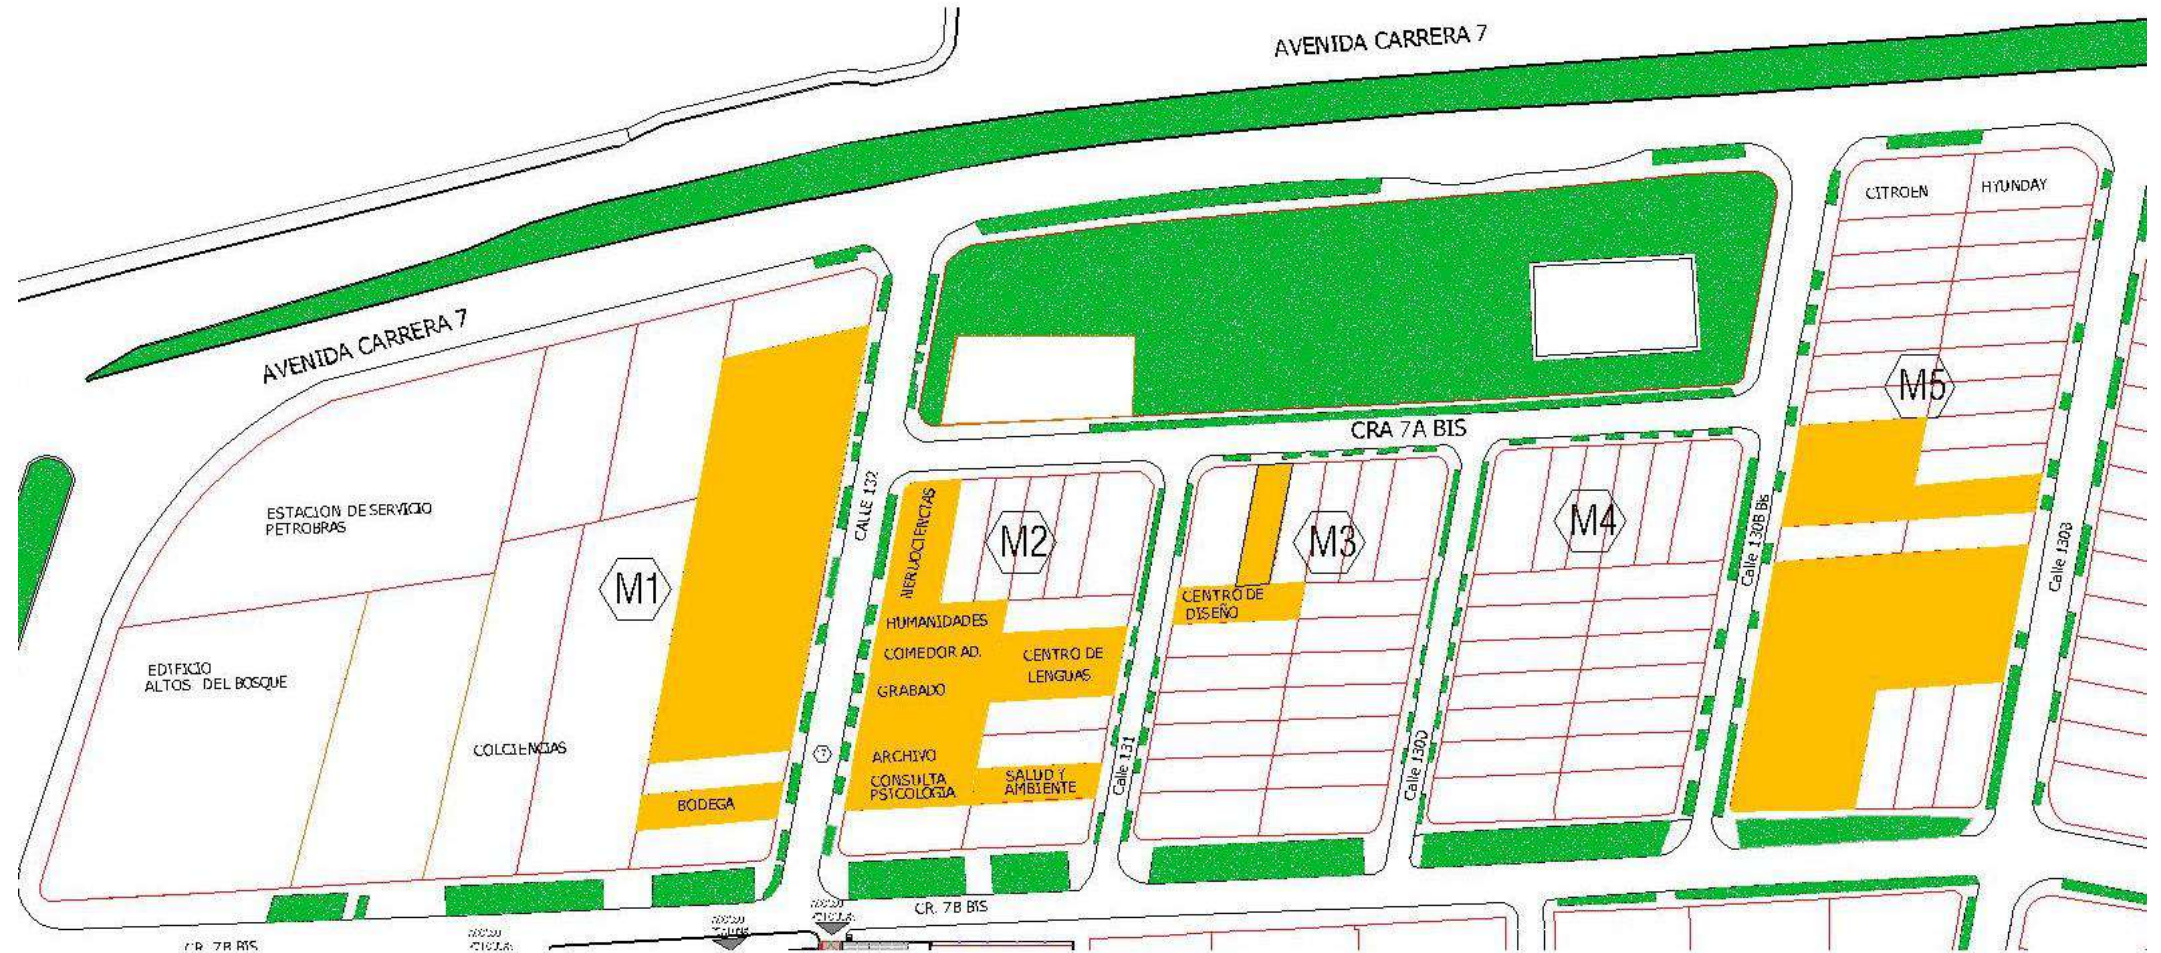 AVENIDA CARRERA 7
AVENIDA CARRERA 7
CITROEN
HYUNDAY
M5
CRA 7A BIS
ESTACION DE SERVICIO
PETROBRAS
CALLE 132
NEUROCIENCIAS
M2
M3
M4
Calle 130B Bis
Calle 130B
M1
CENTRO DE
DISEÑO
HUMANIDADES
COMEDOR AD.
CENTRO DE
LENGUAS
GRABADO
EDIFICIO
ALTOS DEL BOSQUE
COLCIENCIAS
ARCHIVO
CONSULTA
PSICOLOGIA
SALUD Y
AMBIENTE
Calle 131
Calle 130D
BODEGA
CR. 7B BIS
CR. 7B BIS